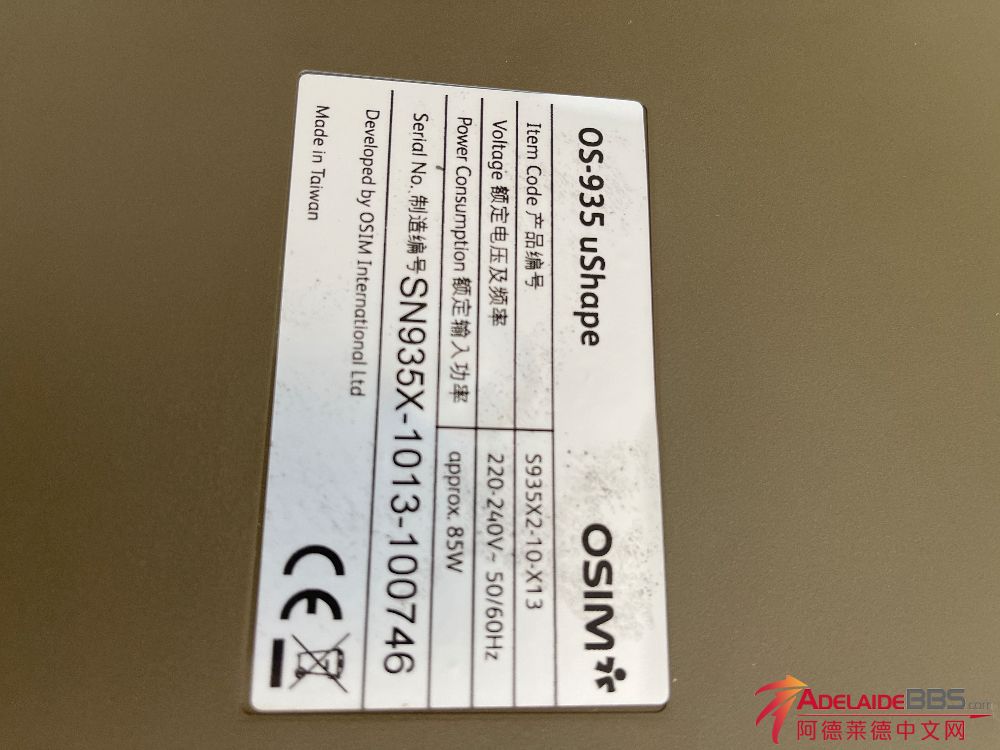 OS-935 uShape
OSIM
Item Code 产品编号 S935X2-10-X13
Voltage 额定电压及频率 220-240V~ 50/60Hz
Power Consumption 额定输入功率 approx. 85W
Serial No. 制造编号 SN935X-1013-100746
Developed by OSIM International Ltd
Made in Taiwan
CE
ADELAIDEBBS.com
阿德莱德中文网